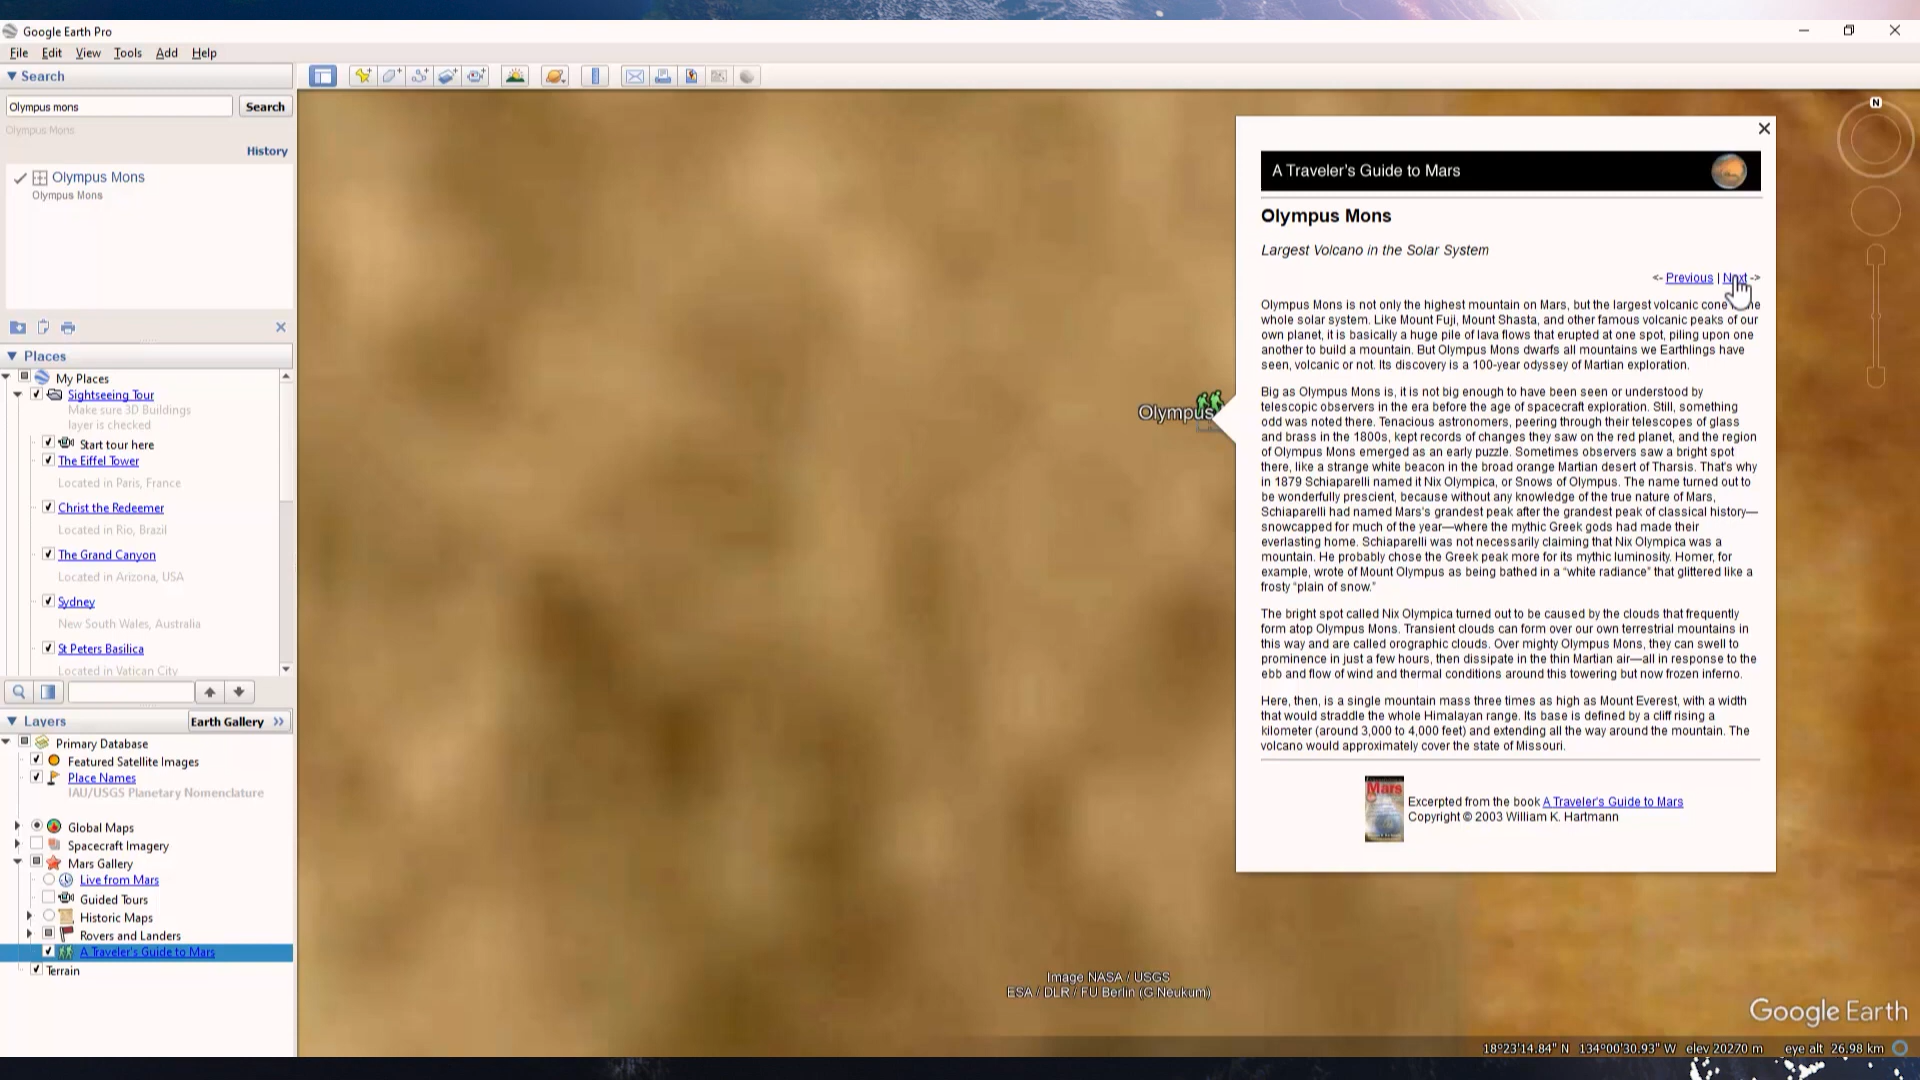 Google Earth Pro
File Edit View Tools Add Help
Search
Olympus mons
Search
Olympus Mons
History
Olympus Mons
Olympus Mons
Places
My Places
Sightseeing Tour
Make sure 3D Buildings
layer is checked
Start tour here
The Eiffel Tower
Located in Paris, France
Christ the Redeemer
Located in Rio, Brazil
The Grand Canyon
Located in Arizona, USA
Sydney
New South Wales, Australia
St Peters Basilica
Located in Vatican City
Layers
Earth Gallery >>
Primary Database
Featured Satellite Images
Place Names
IAU/USGS Planetary Nomenclature
Global Maps
Spacecraft Imagery
Mars Gallery
Live from Mars
Guided Tours
Historic Maps
Rovers and Landers
A Traveler's Guide to Mars
Terrain
Olympus
N
A Traveler's Guide to Mars
Olympus Mons
Largest Volcano in the Solar System
<- Previous | Next ->
Olympus Mons is not only the highest mountain on Mars, but the largest volcanic cone
whole solar system. Like Mount Fuji, Mount Shasta, and other famous volcanic peaks of our
own planet, it is basically a huge pile of lava flows that erupted at one spot, piling upon one
another to build a mountain. But Olympus Mons dwarfs all mountains we Earthlings have
seen, volcanic or not. Its discovery is a 100-year odyssey of Martian exploration.
Big as Olympus Mons is, it is not big enough to have been seen or understood by
telescopic observers in the era before the age of spacecraft exploration. Still, something
odd was noted there. Tenacious astronomers, peering through their telescopes of glass
and brass in the 1800s, kept records of changes they saw on the red planet, and the region
of Olympus Mons emerged as an early puzzle. Sometimes observers saw a bright spot
there, like a strange white beacon in the broad orange Martian desert of Tharsis. That's why
in 1879 Schiaparelli named it Nix Olympica, or Snows of Olympus. The name turned out to
be wonderfully prescient, because without any knowledge of the true nature of Mars,
Schiaparelli had named Mars's grandest peak after the grandest peak of classical history—
snowcapped for much of the year—where the mythic Greek gods had made their
everlasting home. Schiaparelli was not necessarily claiming that Nix Olympica was a
mountain. He probably chose the Greek peak more for its mythic luminosity. Homer, for
example, wrote of Mount Olympus as being bathed in a “white radiance” that glittered like a
frosty “plain of snow.”
The bright spot called Nix Olympica turned out to be caused by the clouds that frequently
form atop Olympus Mons. Transient clouds can form over our own terrestrial mountains in
this way and are called orographic clouds. Over mighty Olympus Mons, they can swell to
prominence in just a few hours, then dissipate in the thin Martian air—all in response to the
ebb and flow of wind and thermal conditions around this towering but now frozen inferno.
Here, then, is a single mountain mass three times as high as Mount Everest, with a width
that would straddle the whole Himalayan range. Its base is defined by a cliff rising a
kilometer (around 3,000 to 4,000 feet) and extending all the way around the mountain. The
volcano would approximately cover the state of Missouri.
Mars
Excerpted from the book A Traveler's Guide to Mars
Copyright © 2003 William K. Hartmann
Image NASA / USGS
ESA / DLR / FU Berlin (G.Neukum)
Google Earth
18°23'14.84" N 134°00'30.93" W elev 20270 m eye alt 26.98 km